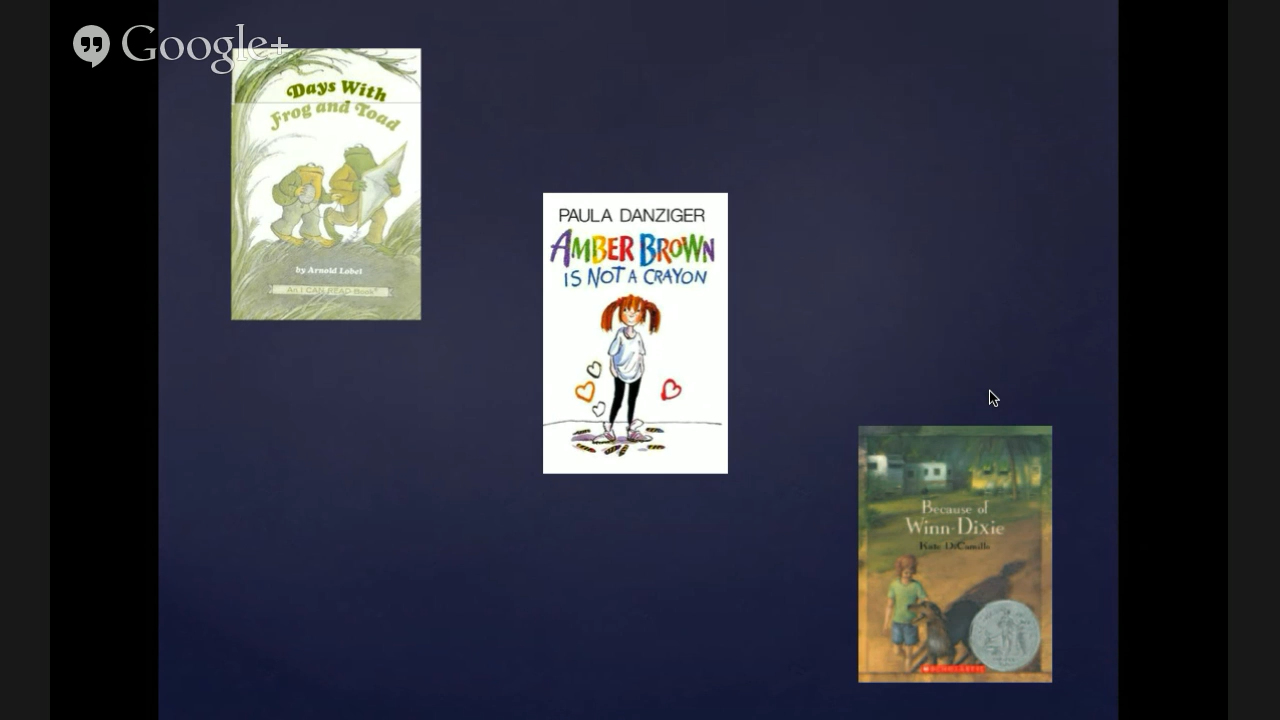 Google+
Days With
Frog and Toad
by Arnold Lobel
An I CAN READ Book
PAULA DANZIGER
AMBER BROWN
IS NOT A CRAYON
Because of
Winn-Dixie
Kate DiCamillo
SCHOLASTIC